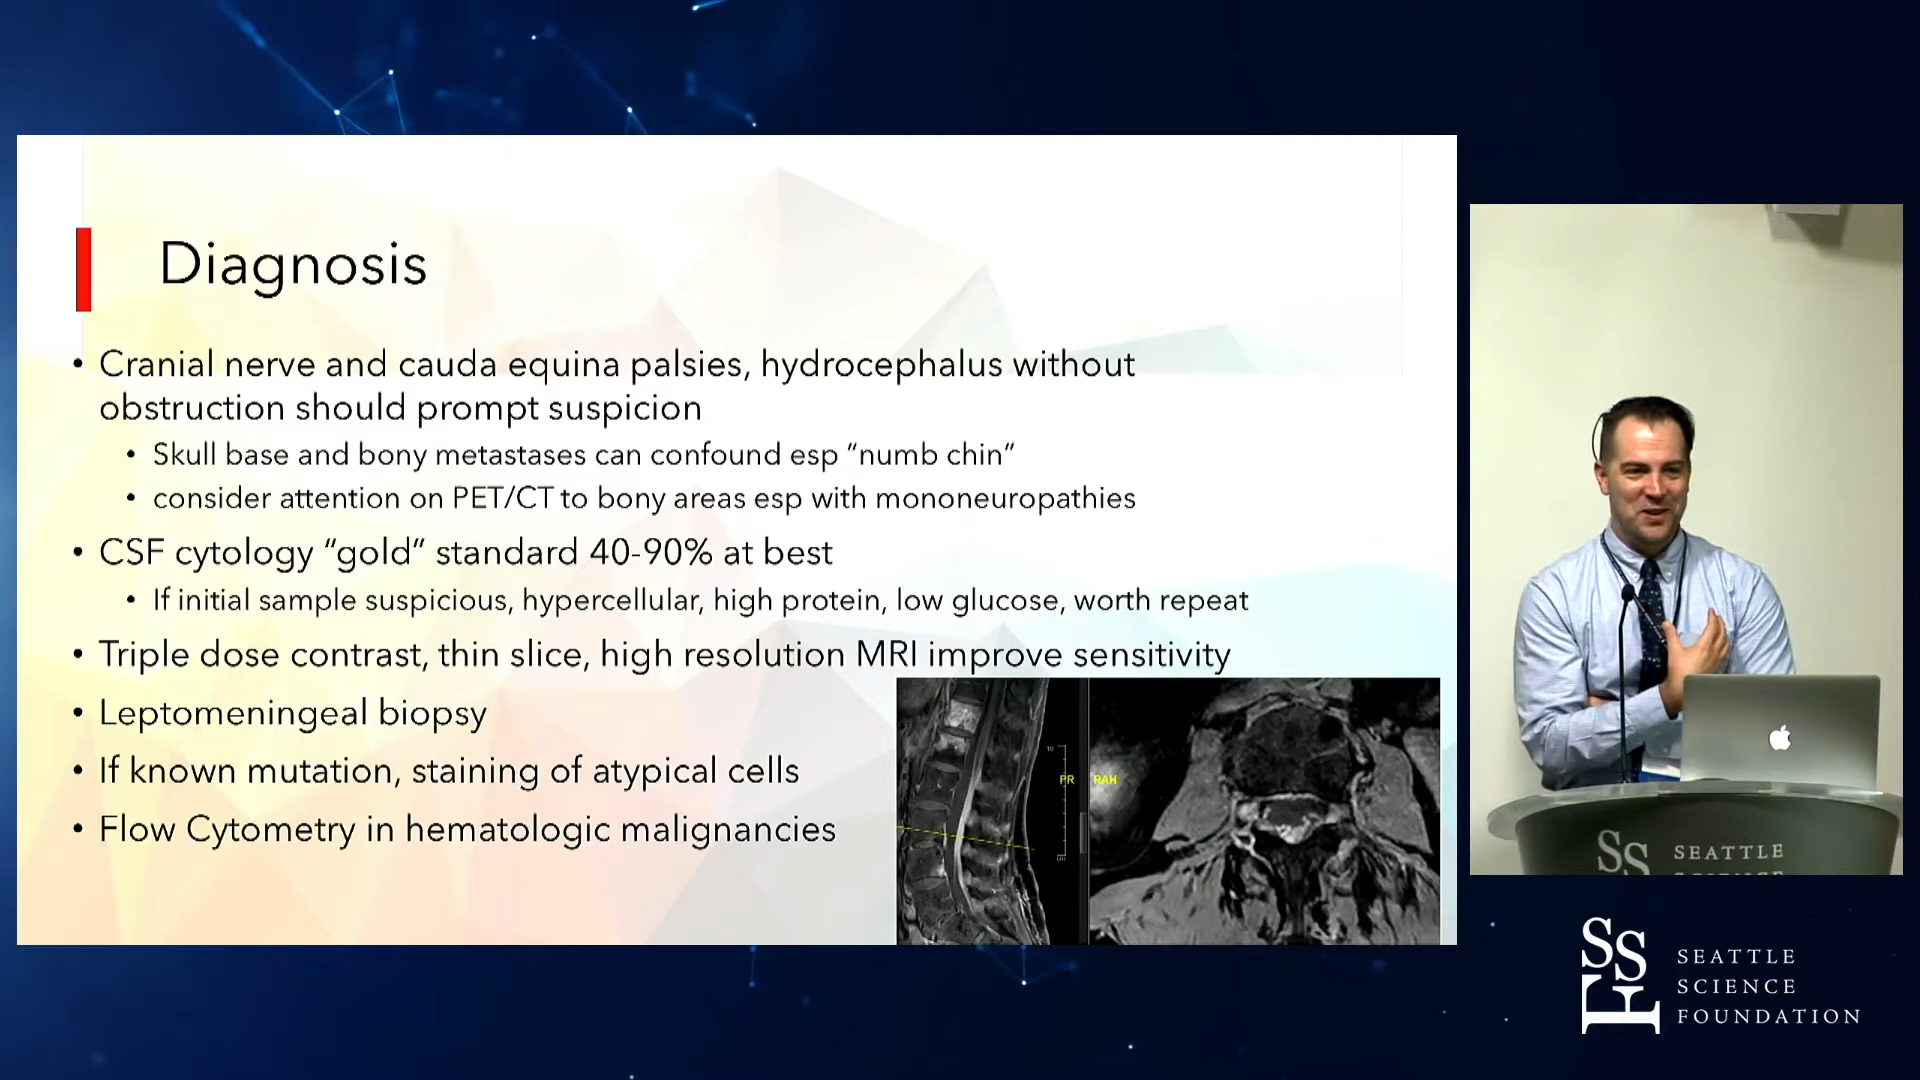 Diagnosis
• Cranial nerve and cauda equina palsies, hydrocephalus without
obstruction should prompt suspicion
• Skull base and bony metastases can confound esp “numb chin”
• consider attention on PET/CT to bony areas esp with mononeuropathies
• CSF cytology “gold” standard 40-90% at best
• If initial sample suspicious, hypercellular, high protein, low glucose, worth repeat
• Triple dose contrast, thin slice, high resolution MRI improve sensitivity
• Leptomeningeal biopsy
• If known mutation, staining of atypical cells
• Flow Cytometry in hematologic malignancies
10
PR
RAH
SS
SEATTLE
SSF
SEATTLE
SCIENCE
FOUNDATION